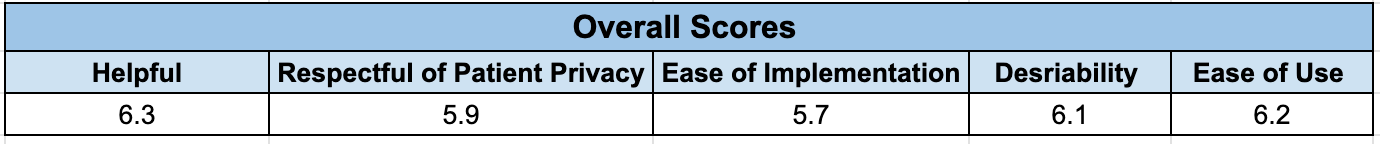 Overall Scores
Helpful Respectful of Patient Privacy Ease of Implementation Desriability Ease of Use
6.3 5.9 5.7 6.1 6.2